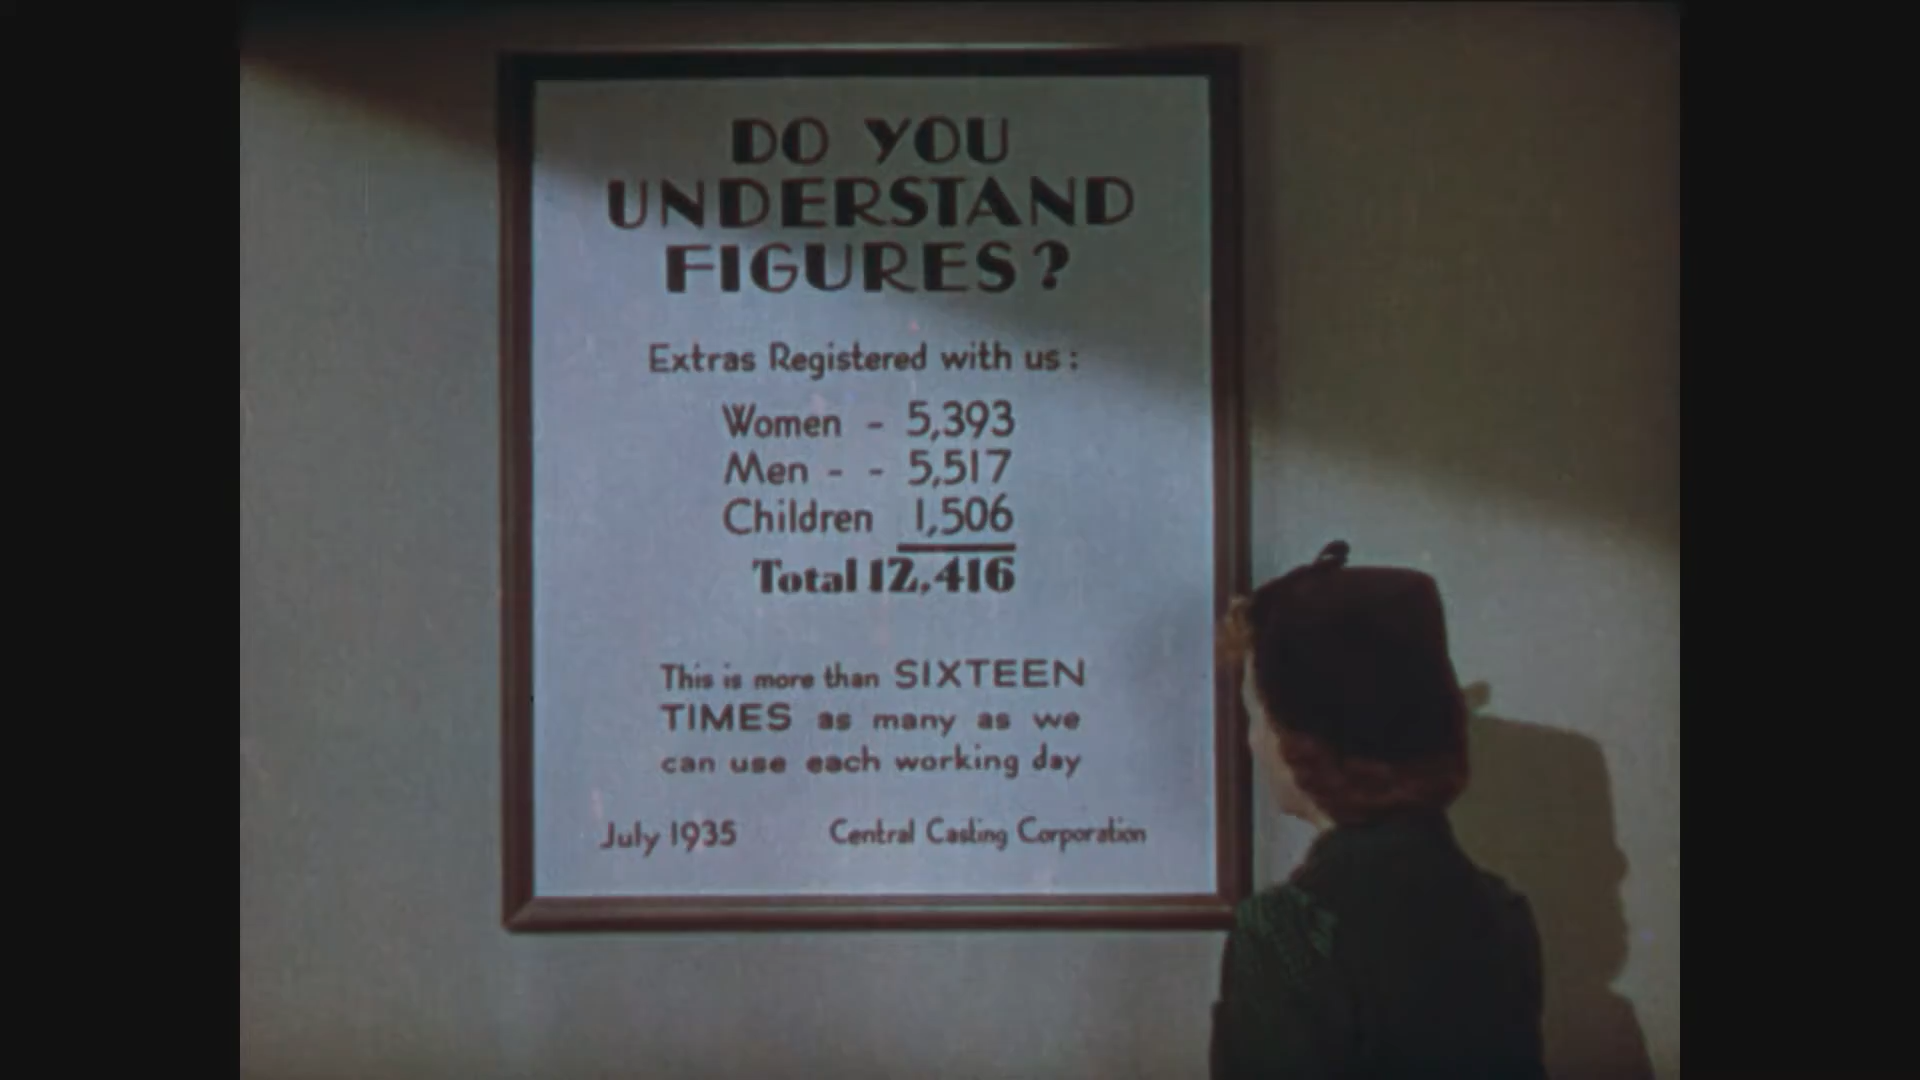 DO YOU
UNDERSTAND
FIGURES?
Extras Registered with us:
Women - 5,393
Men - - 5,517
Children 1,506
Total 12,416
This is more than SIXTEEN
TIMES as many as we
can use each working day
July 1935 Central Casting Corporation